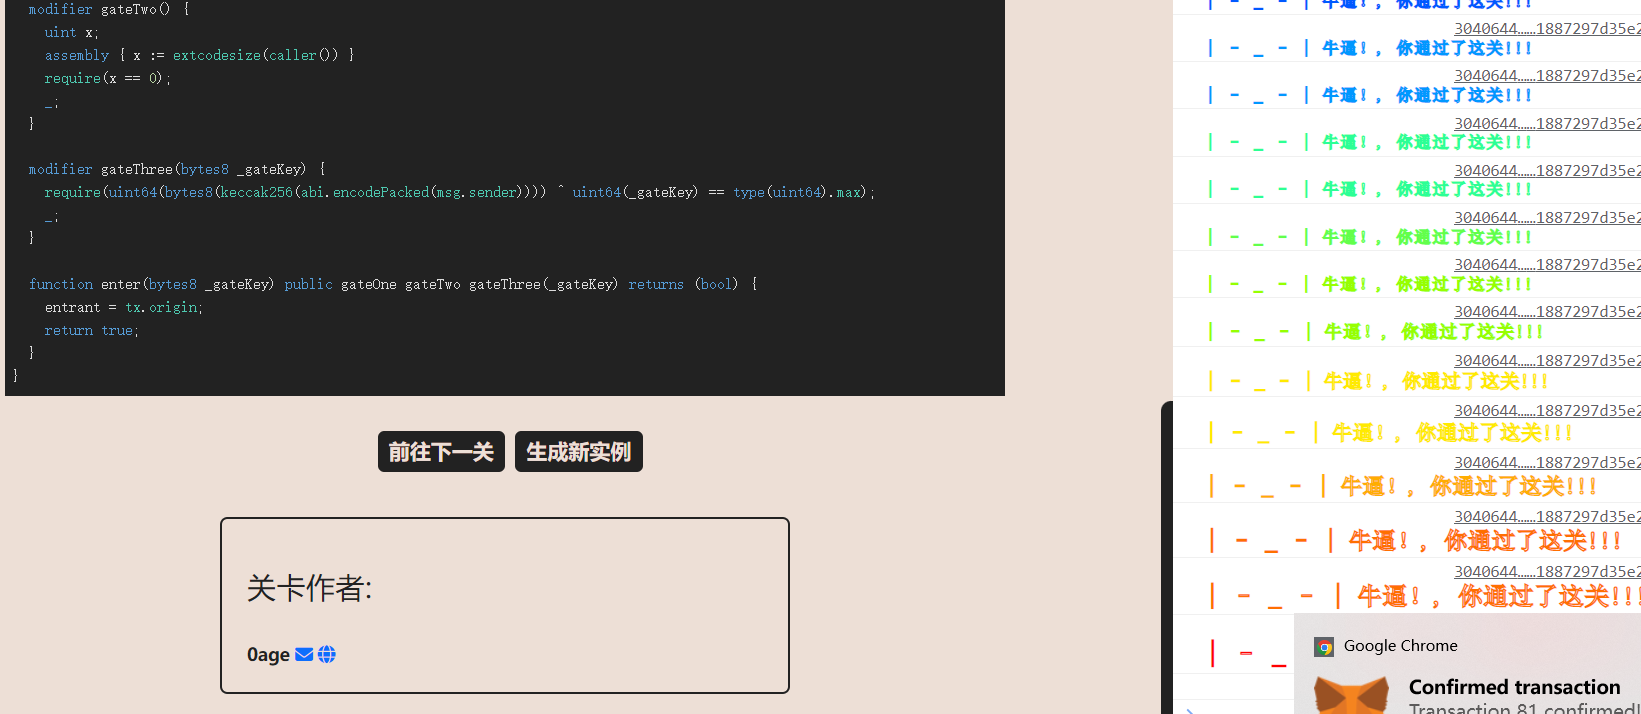 modifier gateTwo() {
uint x;
assembly { x := extcodesize(caller()) }
require(x == 0);
_;
}
modifier gateThree(bytes8 _gateKey) {
require(uint64(bytes8(keccak256(abi.encodePacked(msg.sender)))) ^ uint64(_gateKey) == type(uint64).max);
_;
}
function enter(bytes8 _gateKey) public gateOne gateTwo gateThree(_gateKey) returns (bool) {
entrant = tx.origin;
return true;
}
}
前往下一关 生成新实例
关卡作者:
0age
| - _ - | 牛逼!, 你通过了这关!!!
3040644……1887297d35e2
| - _ - | 牛逼!, 你通过了这关!!!
3040644……1887297d35e2
| - _ - | 牛逼!, 你通过了这关!!!
3040644……1887297d35e2
| - _ - | 牛逼!, 你通过了这关!!!
3040644……1887297d35e2
| - _ - | 牛逼!, 你通过了这关!!!
3040644……1887297d35e2
| - _ - | 牛逼!, 你通过了这关!!!
3040644……1887297d35e2
| - _ - | 牛逼!, 你通过了这关!!!
3040644……1887297d35e2
| - _ - | 牛逼!, 你通过了这关!!!
3040644……1887297d35e2
| - _ - | 牛逼!, 你通过了这关!!!
3040644……1887297d35e2
| - _ - | 牛逼!, 你通过了这关!!!
3040644……1887297d35e2
| - _ - | 牛逼!, 你通过了这关!!!
3040644……1887297d35e2
| - _ - | 牛逼!, 你通过了这关!!!
3040644……1887297d35e2
| - _ - | 牛逼!, 你通过了这关!!!
| - _
Google Chrome
Confirmed transaction
Transaction 81 confirmed!